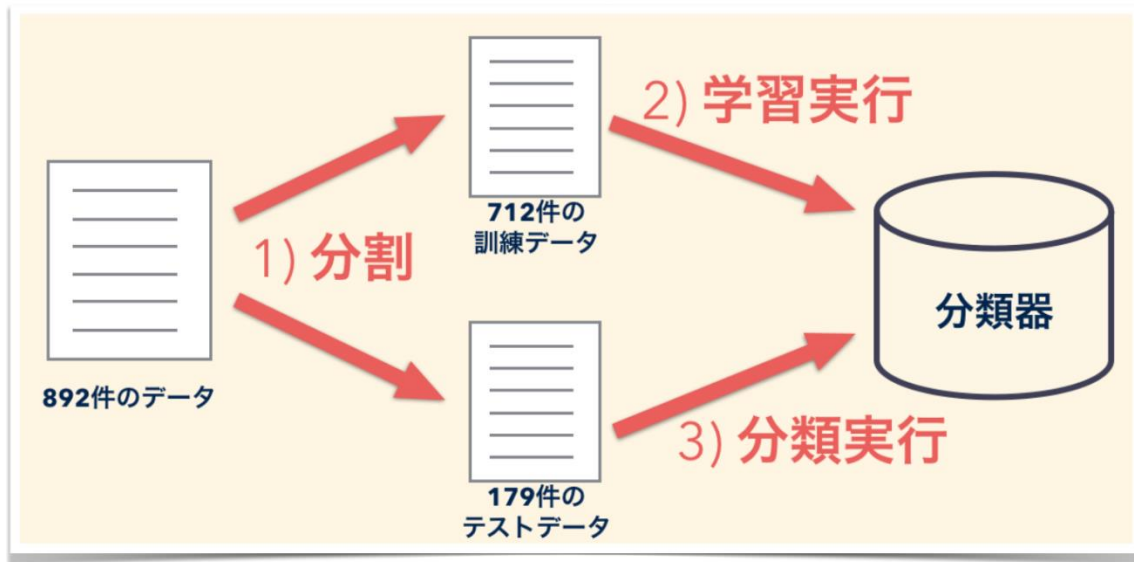 892件のデータ
1) 分割
712件の
訓練データ
179件の
テストデータ
2) 学習実行
3) 分類実行
分類器